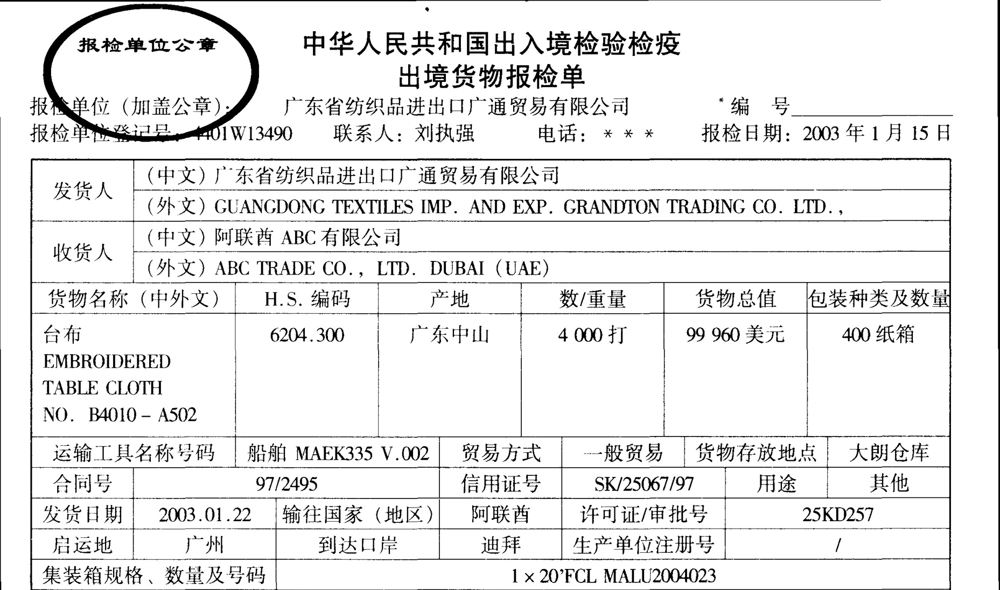 报检单位公章
中华人民共和国出入境检验检疫
出境货物报检单
报检单位（加盖公章）： 广东省纺织品进出口广通贸易有限公司 *编 号
报检单位登记号：4401W13490 联系人：刘执强 电话：* * * 报检日期：2003年1月15日
发货人 （中文）广东省纺织品进出口广通贸易有限公司
（外文）GUANGDONG TEXTILES IMP. AND EXP. GRANDTON TRADING CO. LTD.,
收货人 （中文）阿联酋 ABC 有限公司
（外文）ABC TRADE CO., LTD. DUBAI（UAE）
货物名称（中外文） H.S. 编码 产地 数/重量 货物总值 包装种类及数量
台布 6204.300 广东中山 4 000 打 99 960 美元 400 纸箱
EMBROIDERED
TABLE CLOTH
NO. B4010 – A502
运输工具名称号码 船舶 MAEK335 V.002 贸易方式 一般贸易 货物存放地点 大朗仓库
合同号 97/2495 信用证号 SK/25067/97 用途 其他
发货日期 2003.01.22 输往国家（地区） 阿联酋 许可证/审批号 25KD257
启运地 广州 到达口岸 迪拜 生产单位注册号 /
集装箱规格、数量及号码 1 × 20’FCL MALU2004023